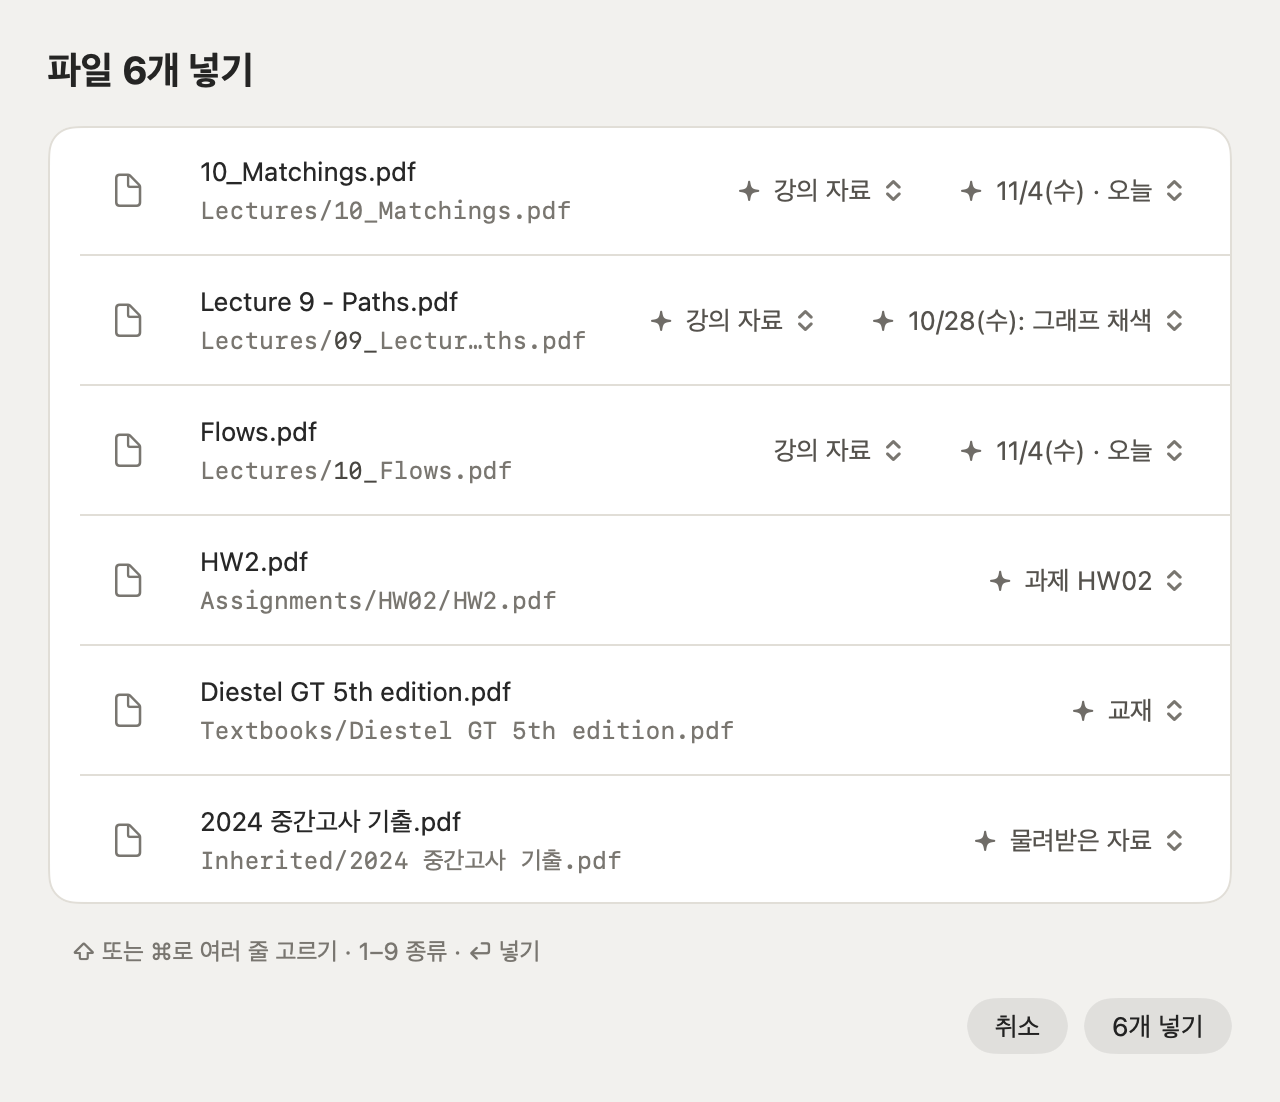 파일 6개 넣기
10_Matchings.pdf
Lectures/10_Matchings.pdf
강의 자료
11/4(수) · 오늘
Lecture 9 - Paths.pdf
Lectures/09_Lectur…ths.pdf
강의 자료
10/28(수): 그래프 채색
Flows.pdf
Lectures/10_Flows.pdf
강의 자료
11/4(수) · 오늘
HW2.pdf
Assignments/HW02/HW2.pdf
과제 HW02
Diestel GT 5th edition.pdf
Textbooks/Diestel GT 5th edition.pdf
교재
2024 중간고사 기출.pdf
Inherited/2024 중간고사 기출.pdf
물려받은 자료
⇧ 또는 ⌘로 여러 줄 고르기 · 1–9 종류 · ↩ 넣기
취소
6개 넣기